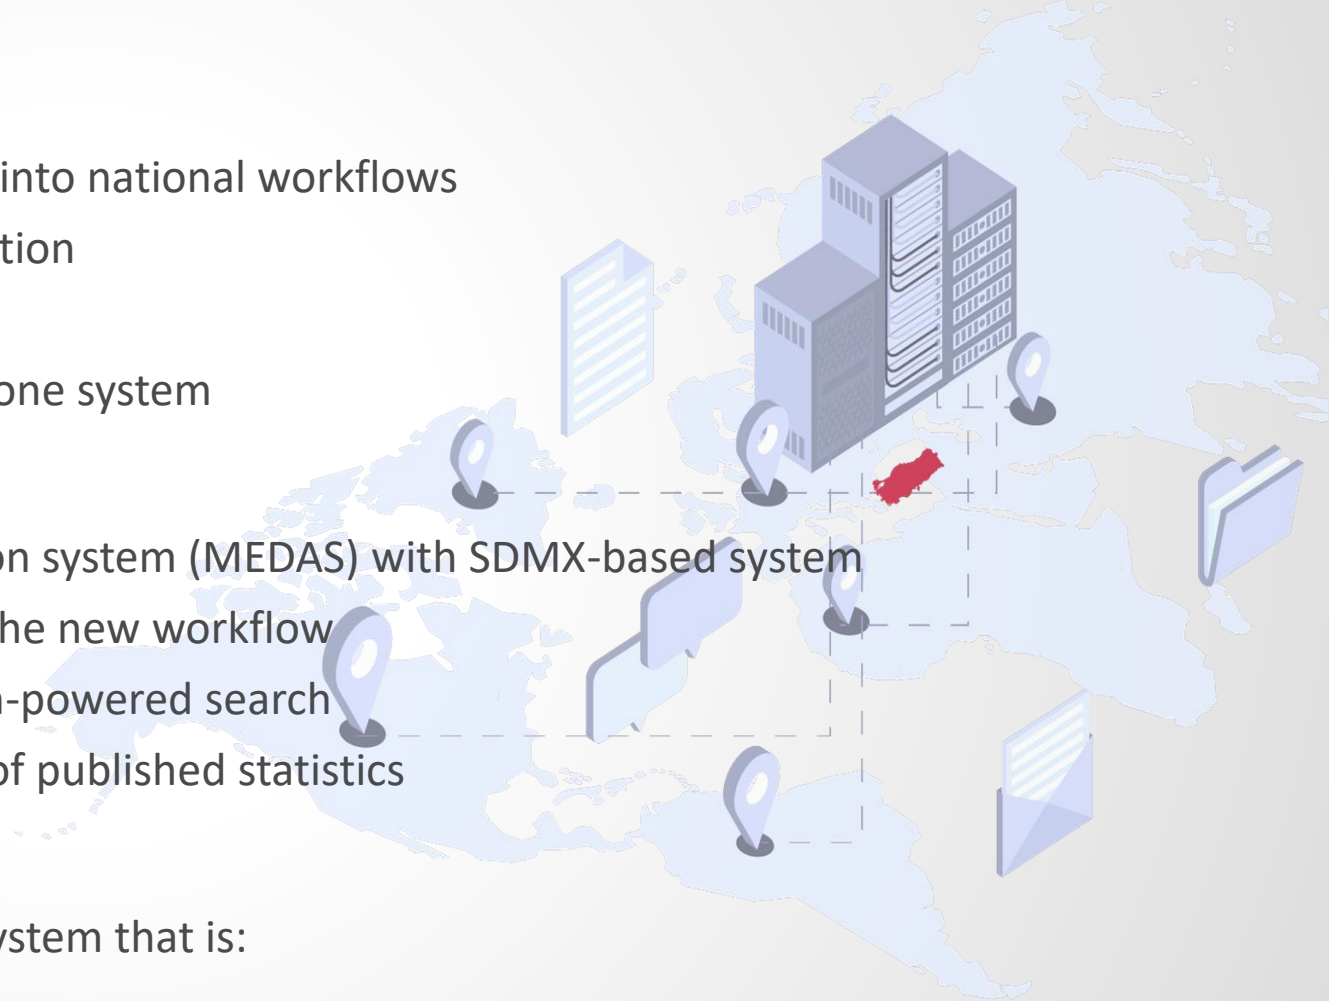 into national workflows
tion
one system
on system (MEDAS) with SDMX-based system
he new workflow
-powered search
of published statistics
ystem that is: